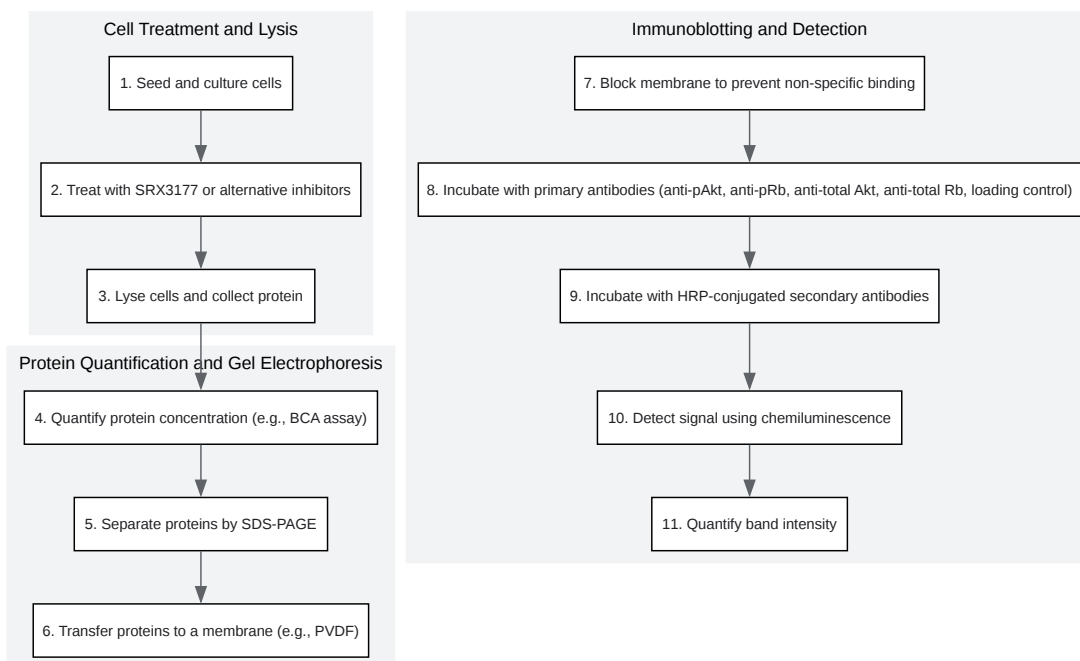 Cell Treatment and Lysis
1. Seed and culture cells
2. Treat with SRX3177 or alternative inhibitors
3. Lyse cells and collect protein
Protein Quantification and Gel Electrophoresis
4. Quantify protein concentration (e.g., BCA assay)
5. Separate proteins by SDS-PAGE
6. Transfer proteins to a membrane (e.g., PVDF)
Immunoblotting and Detection
7. Block membrane to prevent non-specific binding
8. Incubate with primary antibodies (anti-pAkt, anti-pRb, anti-total Akt, anti-total Rb, loading control)
9. Incubate with HRP-conjugated secondary antibodies
10. Detect signal using chemiluminescence
11. Quantify band intensity